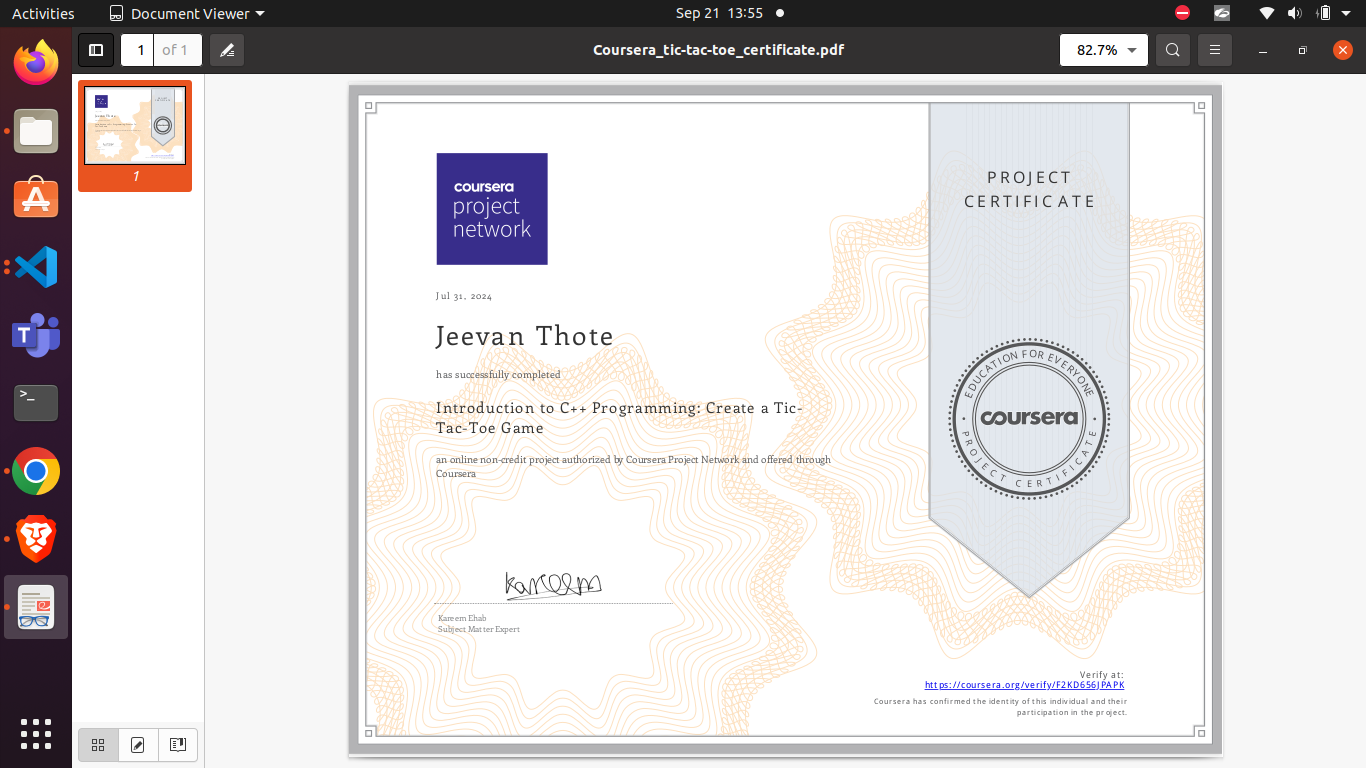 Activities
Document Viewer
Sep 21 13:55
1
of 1
Coursera_tic-tac-toe_certificate.pdf
82.7%
1
coursera
project
network
PROJECT
CERTIFICATE
Jul 31, 2024
Jeevan Thote
has successfully completed
Introduction to C++ Programming: Create a Tic-
Tac-Toe Game
an online non-credit project authorized by Coursera Project Network and offered through
Coursera
EDUCATION FOR EVERYONE
coursera
PROJECT CERTIFICATE
Kareem
Kareem Ehab
Subject Matter Expert
Verify at:
https://coursera.org/verify/F2KD656JPAPK
Coursera has confirmed the identity of this individual and their
participation in the project.